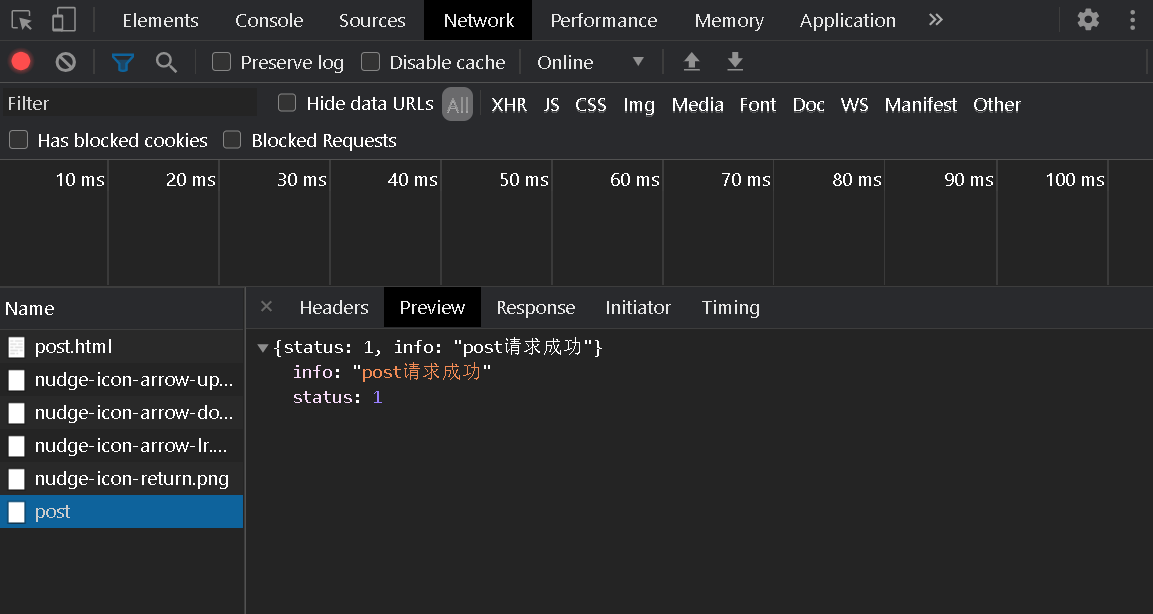 Elements Console Sources Network Performance Memory Application
Preserve log Disable cache Online
Filter Hide data URLs All XHR JS CSS Img Media Font Doc WS Manifest Other
Has blocked cookies Blocked Requests
10 ms 20 ms 30 ms 40 ms 50 ms 60 ms 70 ms 80 ms 90 ms 100 ms
Name
post.html
nudge-icon-arrow-up...
nudge-icon-arrow-do...
nudge-icon-arrow-lr....
nudge-icon-return.png
post
Headers Preview Response Initiator Timing
{status: 1, info: "post请求成功"}
info: "post请求成功"
status: 1